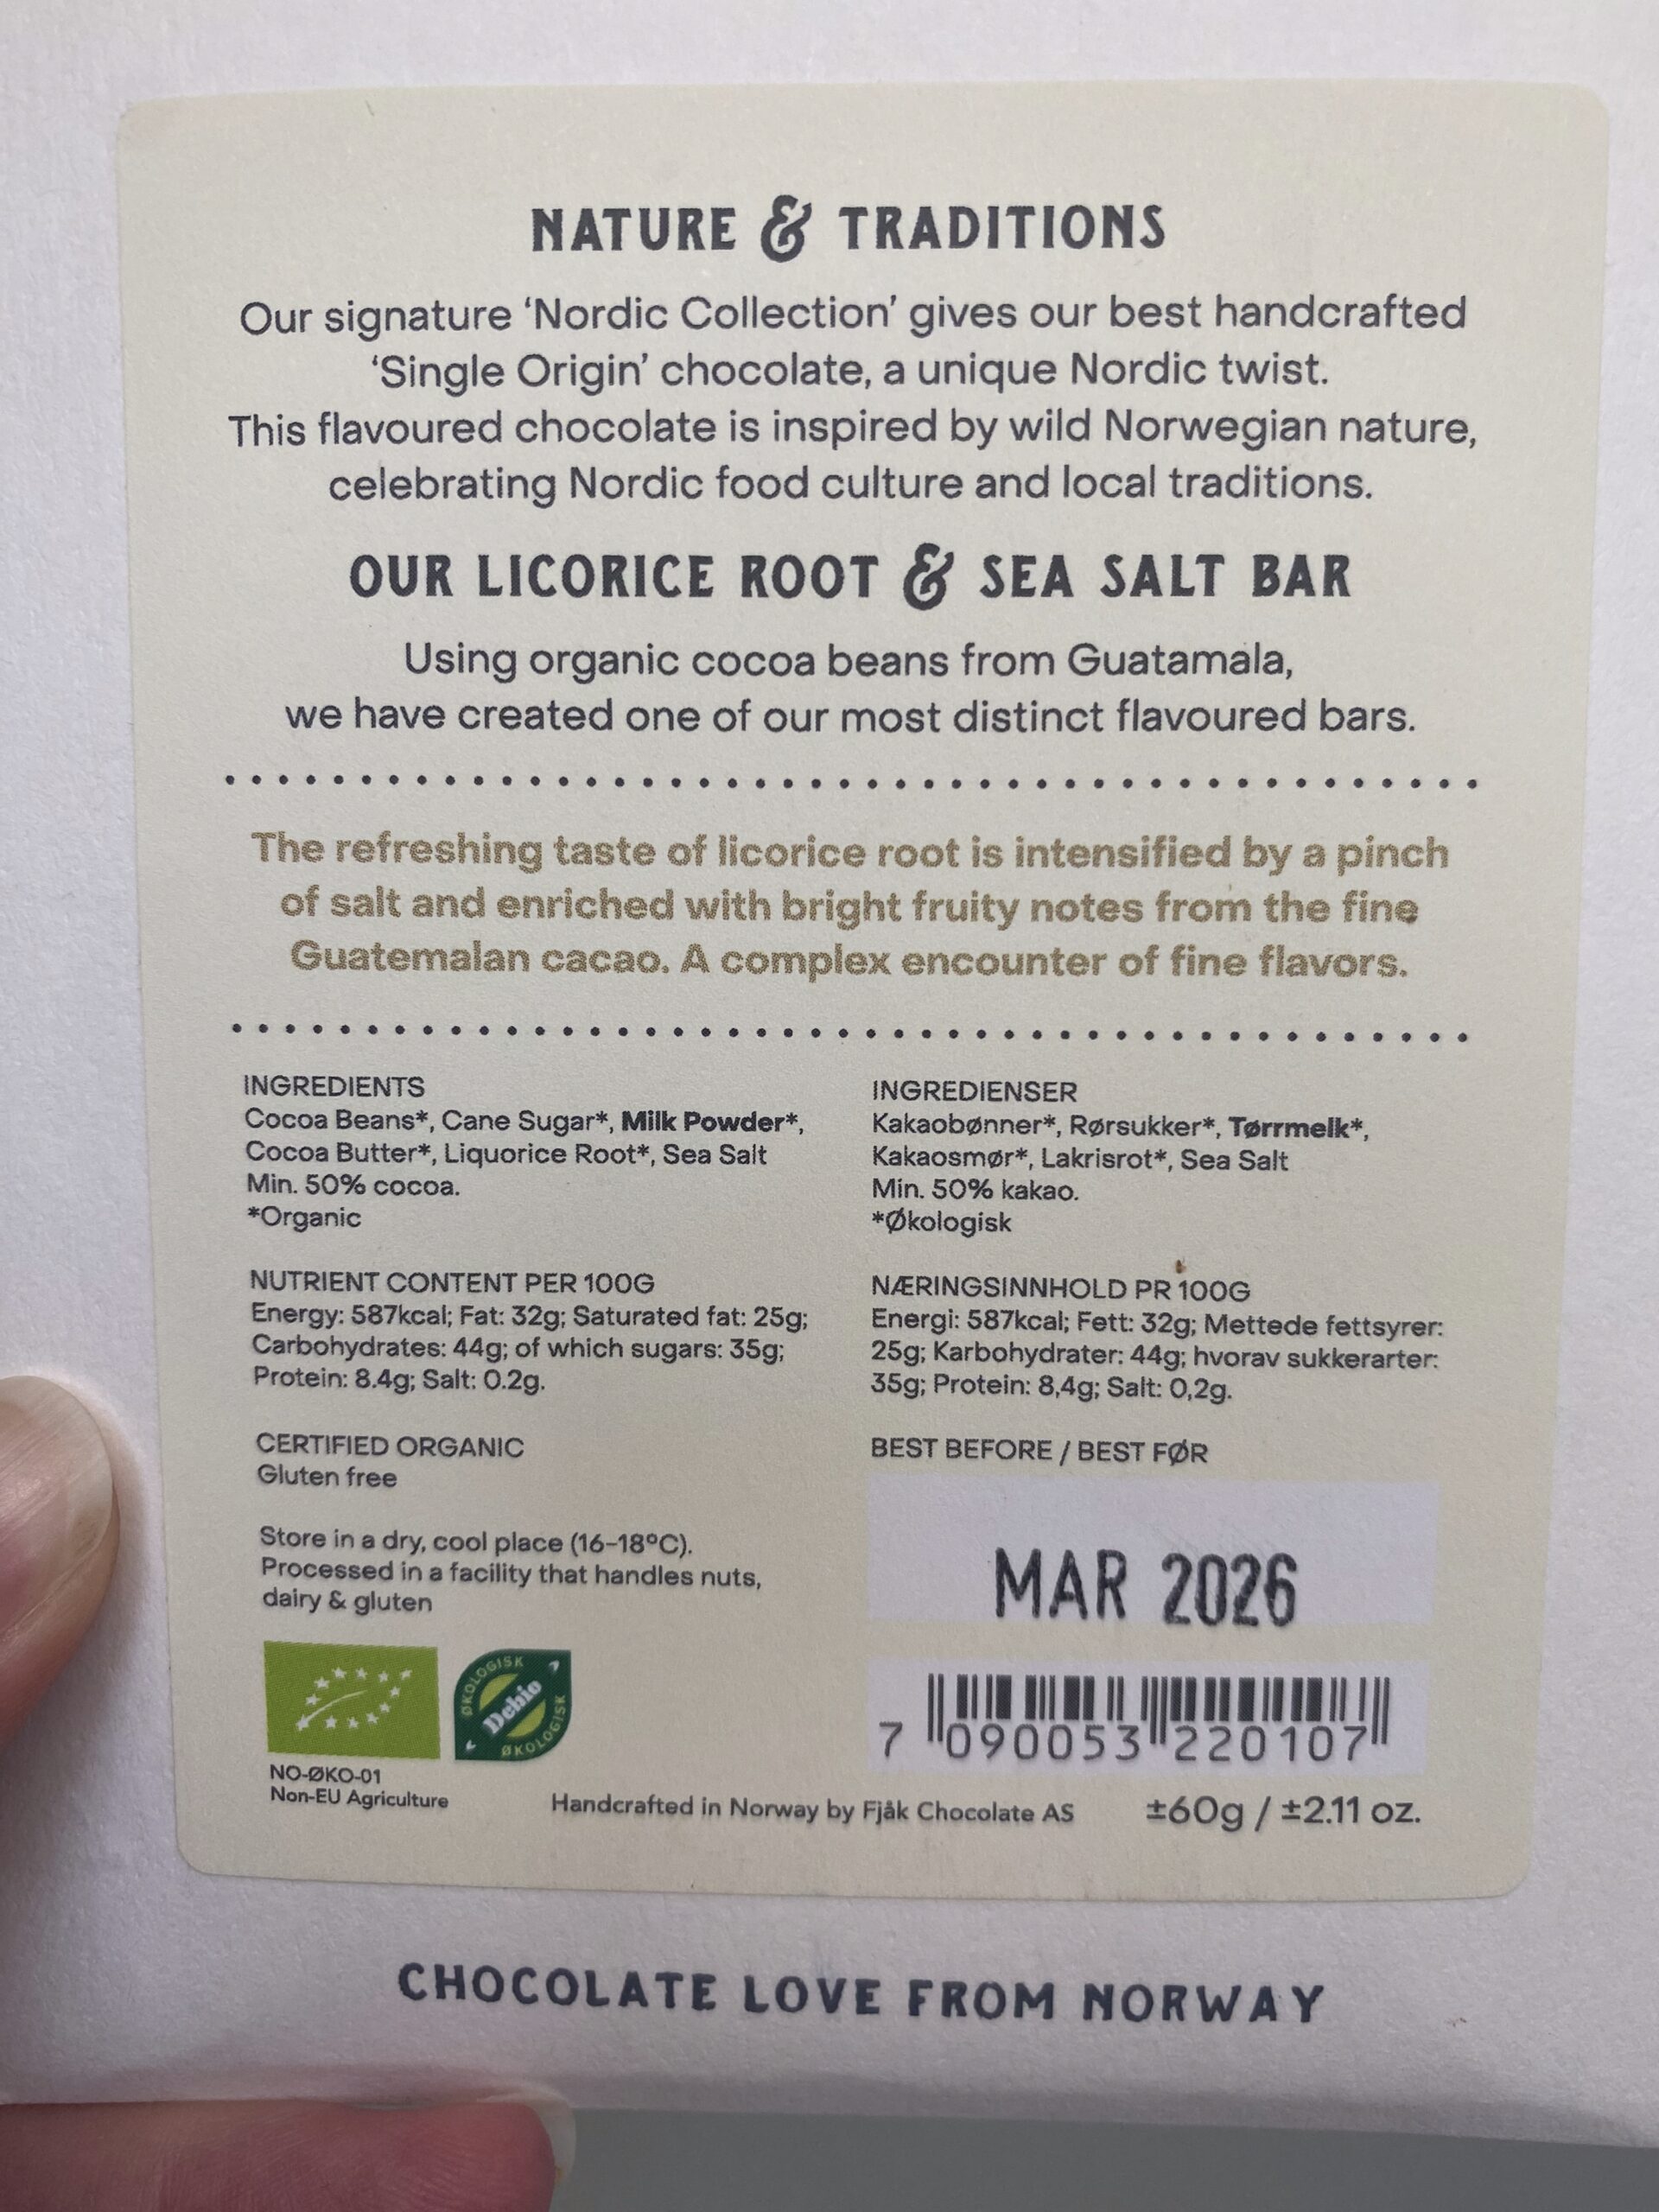 NATURE & TRADITIONS
Our signature ‘Nordic Collection’ gives our best handcrafted
‘Single Origin’ chocolate, a unique Nordic twist.
This flavoured chocolate is inspired by wild Norwegian nature,
celebrating Nordic food culture and local traditions.
OUR LICORICE ROOT & SEA SALT BAR
Using organic cocoa beans from Guatamala,
we have created one of our most distinct flavoured bars.
The refreshing taste of licorice root is intensified by a pinch
of salt and enriched with bright fruity notes from the fine
Guatemalan cacao. A complex encounter of fine flavors.
INGREDIENTS
Cocoa Beans*, Cane Sugar*, Milk Powder*,
Cocoa Butter*, Liquorice Root*, Sea Salt
Min. 50% cocoa.
*Organic
NUTRIENT CONTENT PER 100G
Energy: 587kcal; Fat: 32g; Saturated fat: 25g;
Carbohydrates: 44g; of which sugars: 35g;
Protein: 8.4g; Salt: 0.2g.
CERTIFIED ORGANIC
Gluten free
Store in a dry, cool place (16–18ºC).
Processed in a facility that handles nuts,
dairy & gluten
INGREDIENSER
Kakaobønner*, Rørsukker*, Tørrmelk*,
Kakaosmør*, Lakrisrot*, Sea Salt
Min. 50% kakao.
*Økologisk
NÆRINGSINNHOLD PR 100G
Energi: 587kcal; Fett: 32g; Mettede fettsyrer:
25g; Karbohydrater: 44g; hvorav sukkerarter:
35g; Protein: 8,4g; Salt: 0,2g.
BEST BEFORE / BEST FØR
MAR 2026
ØKOLOGISK
Debio
ØKOLOGISK
7 090053 220107
NO-ØKO-01
Non-EU Agriculture
Handcrafted in Norway by Fjåk Chocolate AS
±60g / ±2.11 oz.
CHOCOLATE LOVE FROM NORWAY